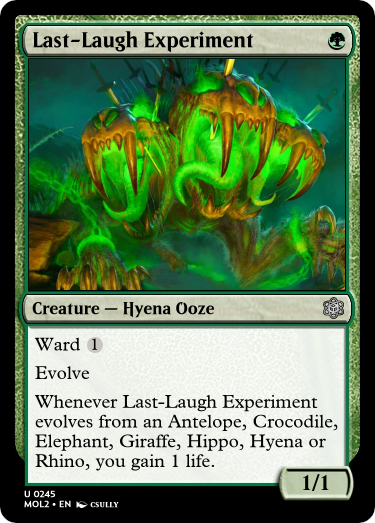 Last-Laugh Experiment
Creature — Hyena Ooze
Ward 1
Evolve
Whenever Last-Laugh Experiment
evolves from an Antelope, Crocodile,
Elephant, Giraffe, Hippo, Hyena or
Rhino, you gain 1 life.
1/1
U 0245
MOL2 • EN CSULLY